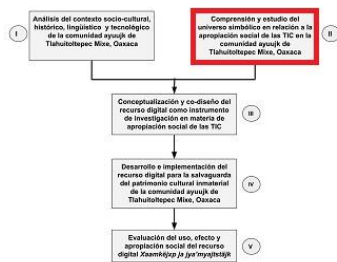 I
Análisis del contexto socio-cultural,
histórico, lingüístico y tecnológico
de la comunidad ayuujk de
Tlahuitoltepec Mixe, Oaxaca
Comprensión y estudio del
universo simbólico en relación a la
apropiación social de las TIC en la
comunidad ayuujk de
Tlahuitoltepec Mixe, Oaxaca
II
Conceptualización y co-diseño del
recurso digital como instrumento
de investigación en materia de
apropiación social de las TIC
III
Desarrollo e implementación del
recurso digital para la salvaguarda
del patrimonio cultural inmaterial
de la comunidad ayuujk de
Tlahuitoltepec Mixe, Oaxaca
IV
Evaluación del uso, efecto y
apropiación social del recurso
digital Xaamkëjxp ja jya'myajtstäjk
V